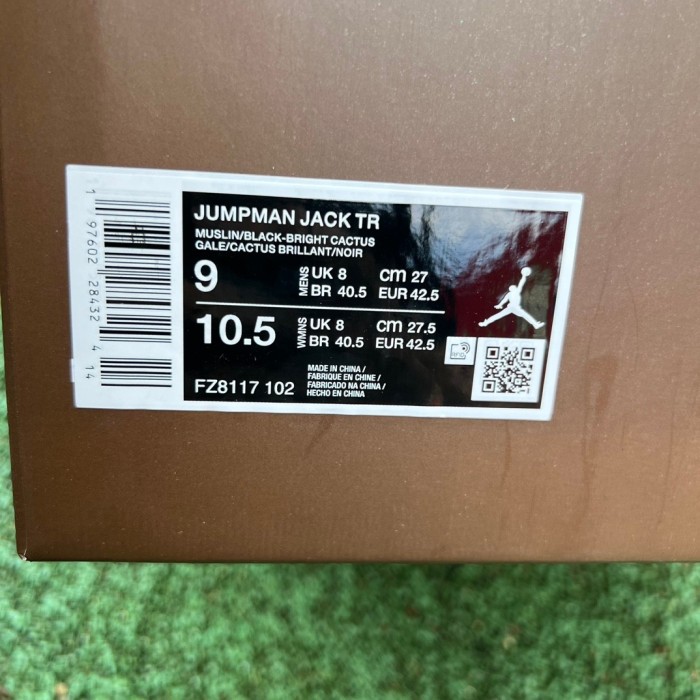 1 97602 28432 4 14
JUMPMAN JACK TR
MUSLIN/BLACK-BRIGHT CACTUS
GALE/CACTUS BRILLANT/NOIR
9 MENS UK 8 cm 27
BR 40.5 EUR 42.5
10.5 WMNS UK 8 cm 27.5
BR 40.5 EUR 42.5
FZ8117 102
MADE IN CHINA /
FABRIQUE EN CHINE /
FABRICADO NA CHINA /
HECHO EN CHINA
RFID